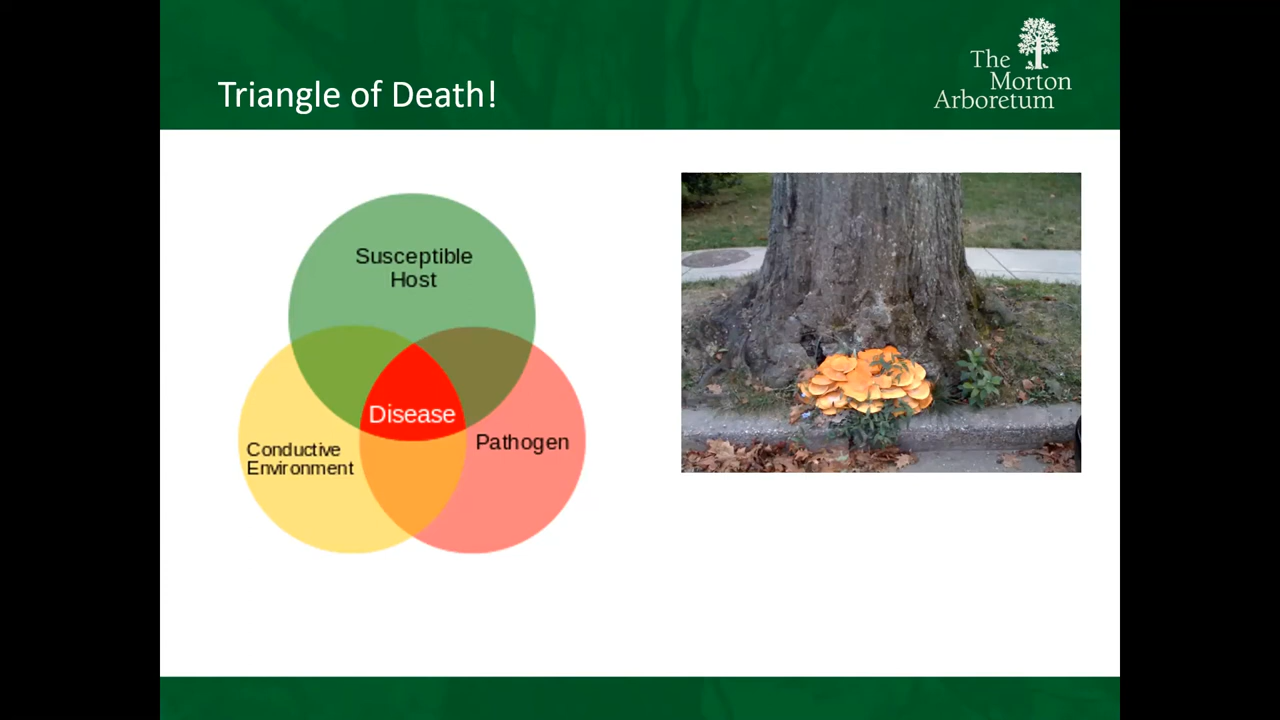 Triangle of Death!
The
Morton
Arboretum
Susceptible
Host
Disease
Conductive
Environment
Pathogen